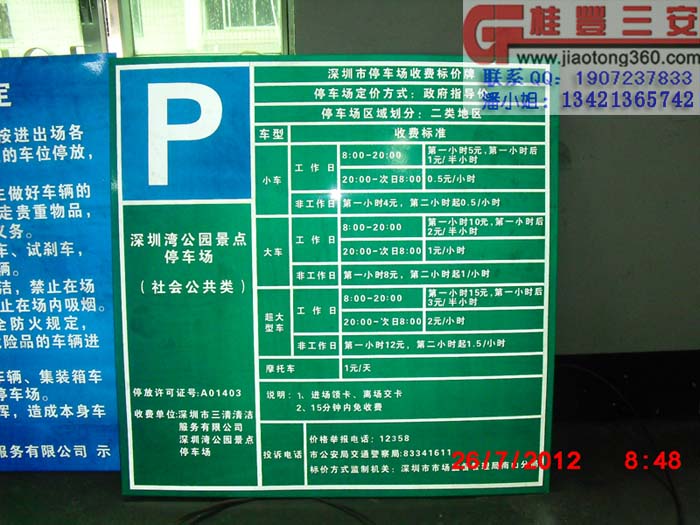 桂豐三安
www.jiaotong360.com
联系 QQ: 1907237833
潘小姐: 13421365742
定
按进出场各
的车位停放,
主做好车辆的
走贵重物品,
义务。
车、试刹车,
辆。
洁,禁止在场
止在场内吸烟。
全防火规定,
险品的车辆进
车辆、集装箱车
停车场。
挥,造成本身车
服务有限公司 示
P
深圳湾公园景点
停车场
(社会公共类)
停放许可证号:A01403
收费单位:深圳市三清清洁
服务有限公司
深圳湾公园景点
停车场
深圳市停车场收费标价牌
停车场定价方式:政府指导价
停车场区域划分:二类地区
车型 收费标准
小车 工作日 8:00-20:00 第一小时5元,第一小时后
1元/半小时
20:00-次日8:00 0.5元/小时
非工作日 第一小时4元,第二小时起0.5/小时
大车 工作日 8:00-20:00 第一小时10元,第一小时后
2元/半小时
20:00-次日8:00 1元/小时
非工作日 第一小时8元,第二小时起1/小时
超大
型车 工作日 8:00-20:00 第一小时15元,第一小时后
3元/半小时
20:00-次日8:00 2元/小时
非工作日 第一小时12元,第二小时起1.5/小时
摩托车 1元/天
说明:1、进场领卡、离场交卡
2、15分钟内免收费
投诉电话 价格举报电话:12358
市公安局交通警察局:83341611
标价方式监制机关:深圳市市场监督管理局南山分局
26/7/2012 8:48